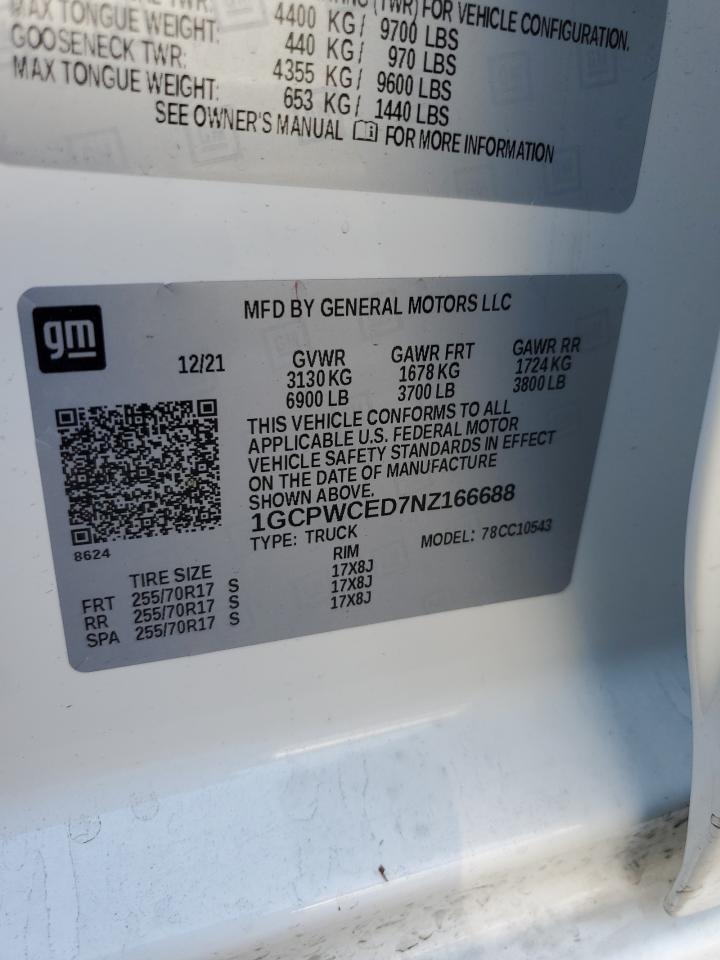 TWR:
(TWR) FOR VEHICLE CONFIGURATION.
MAX TONGUE WEIGHT: 4400 KG/ 9700 LBS
GOOSENECK TWR: 440 KG/ 970 LBS
MAX TONGUE WEIGHT: 4355 KG/ 9600 LBS
653 KG/ 1440 LBS
SEE OWNER'S MANUAL FOR MORE INFORMATION
gm
MFD BY GENERAL MOTORS LLC
12/21 GVWR GAWR FRT GAWR RR
3130 KG 1678 KG 1724 KG
6900 LB 3700 LB 3800 LB
THIS VEHICLE CONFORMS TO ALL
APPLICABLE U.S. FEDERAL MOTOR
VEHICLE SAFETY STANDARDS IN EFFECT
ON THE DATE OF MANUFACTURE
SHOWN ABOVE.
1GCPWCED7NZ166688
8624
TYPE: TRUCK MODEL: 78CC10543
TIRE SIZE RIM
FRT 255/70R17 S 17X8J
RR 255/70R17 S 17X8J
SPA 255/70R17 S 17X8J